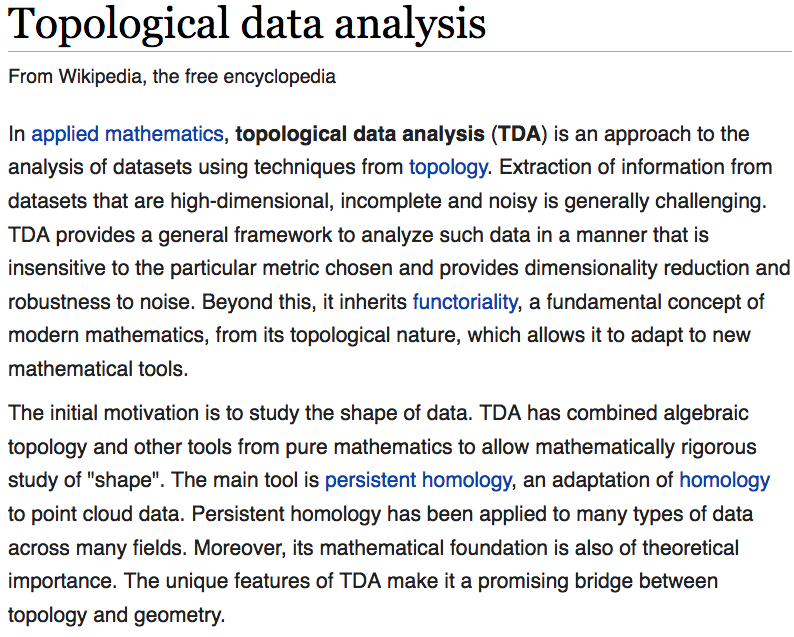 Topological data analysis
From Wikipedia, the free encyclopedia
In applied mathematics, topological data analysis (TDA) is an approach to the
analysis of datasets using techniques from topology. Extraction of information from
datasets that are high-dimensional, incomplete and noisy is generally challenging.
TDA provides a general framework to analyze such data in a manner that is
insensitive to the particular metric chosen and provides dimensionality reduction and
robustness to noise. Beyond this, it inherits functoriality, a fundamental concept of
modern mathematics, from its topological nature, which allows it to adapt to new
mathematical tools.
The initial motivation is to study the shape of data. TDA has combined algebraic
topology and other tools from pure mathematics to allow mathematically rigorous
study of "shape". The main tool is persistent homology, an adaptation of homology
to point cloud data. Persistent homology has been applied to many types of data
across many fields. Moreover, its mathematical foundation is also of theoretical
importance. The unique features of TDA make it a promising bridge between
topology and geometry.